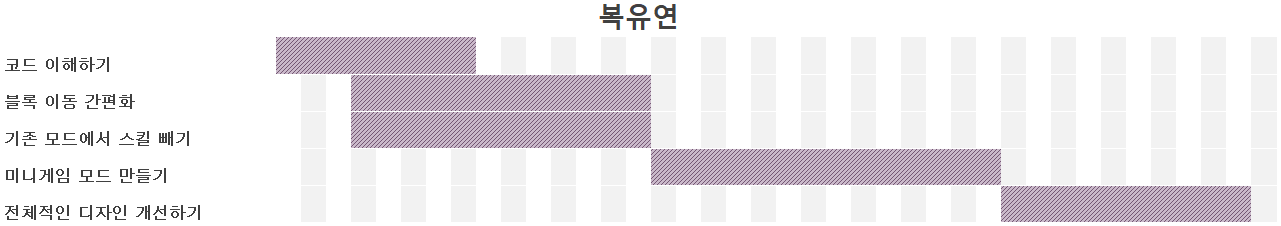 복유연
코드 이해하기
블록 이동 간편화
기존 모드에서 스킬 빼기
미니게임 모드 만들기
전체적인 디자인 개선하기